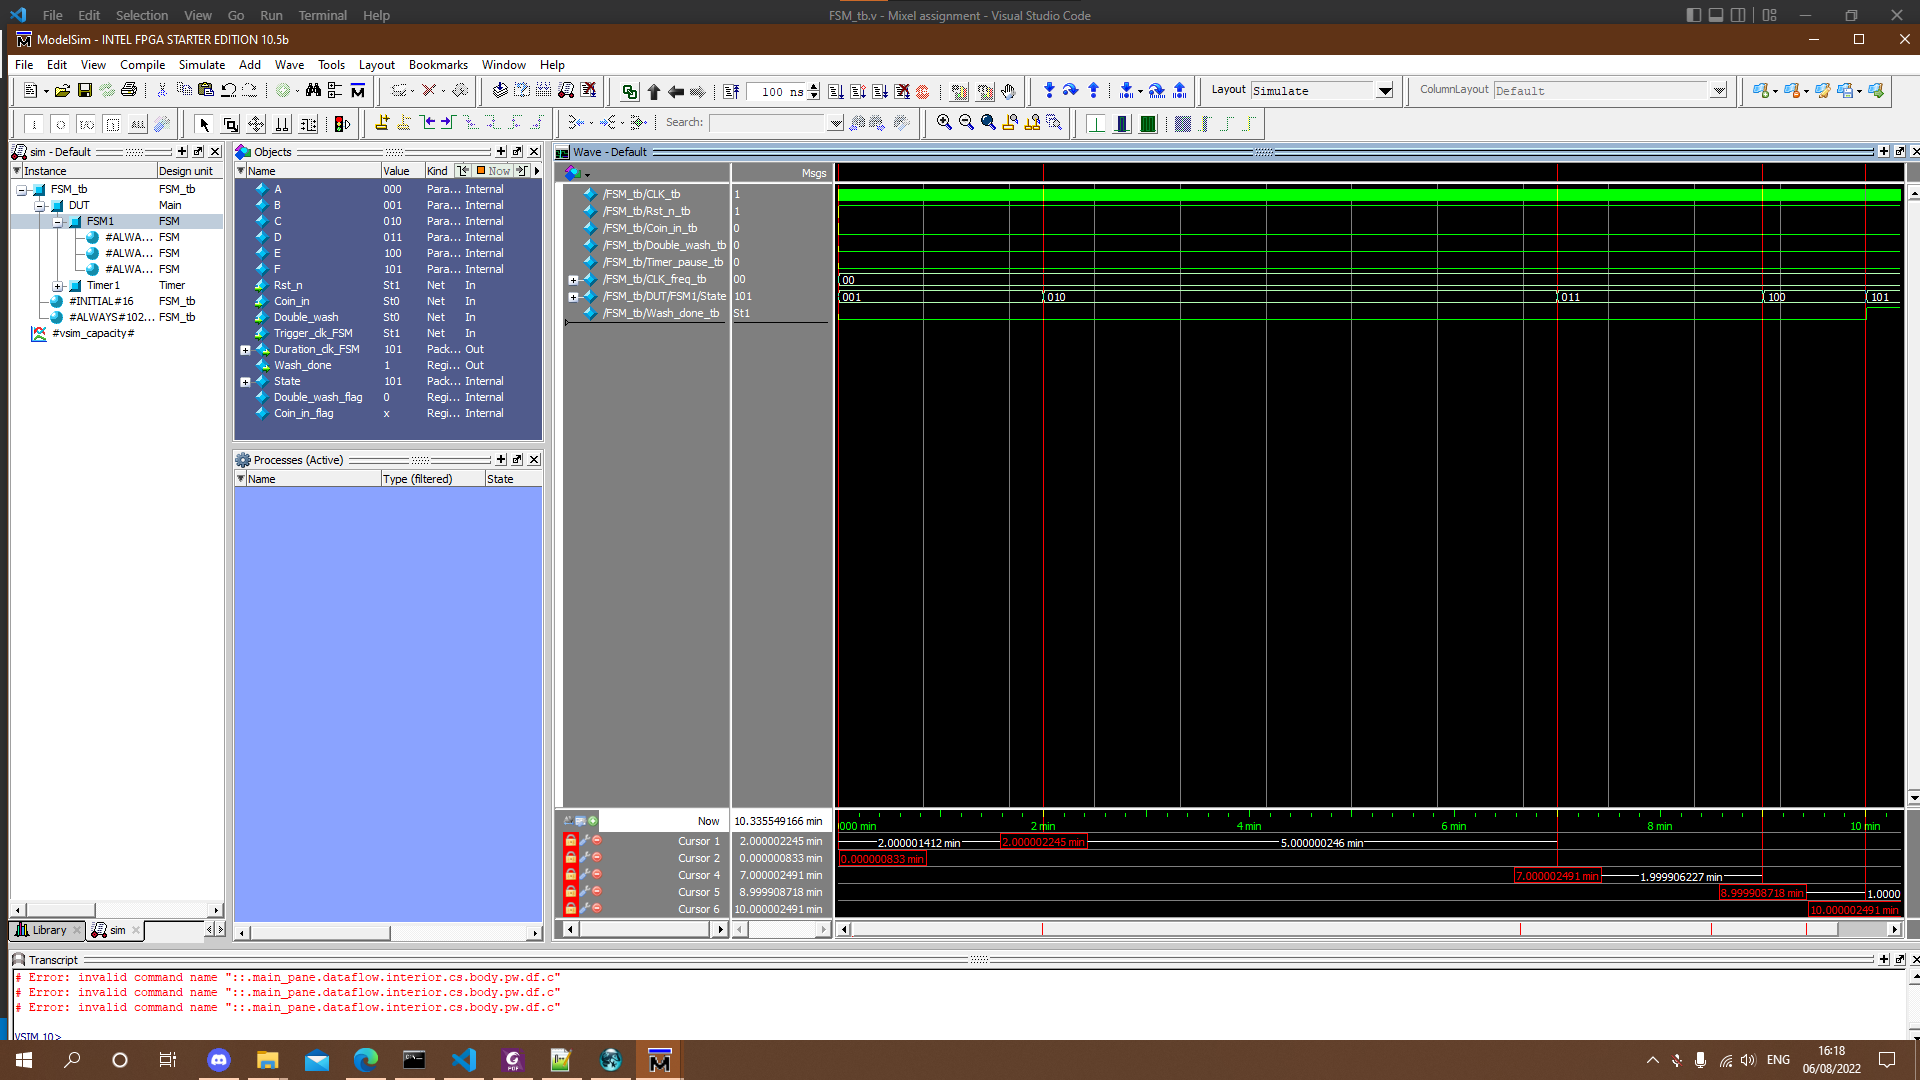 File Edit Selection View Go Run Terminal Help FSM_tb.v - Mixel assignment - Visual Studio Code
ModelSim - INTEL FPGA STARTER EDITION 10.5b
File Edit View Compile Simulate Add Wave Tools Layout Bookmarks Window Help
100 ns Layout Simulate ColumnLayout Default
Search:
sim - Default
Instance Design unit
FSM_tb FSM_tb
DUT Main
FSM1 FSM
#ALWA... FSM
#ALWA... FSM
#ALWA... FSM
Timer1 Timer
#INITIAL#16 FSM_tb
#ALWAYS#102... FSM_tb
#vsim_capacity#
Library sim
Objects
Name Value Kind Now
A 000 Para... Internal
B 001 Para... Internal
C 010 Para... Internal
D 011 Para... Internal
E 100 Para... Internal
F 101 Para... Internal
Rst_n St1 Net In
Coin_in St0 Net In
Double_wash St0 Net In
Trigger_clk_FSM St1 Net In
Duration_clk_FSM 101 Pack... Out
Wash_done 1 Regi... Out
State 101 Pack... Internal
Double_wash_flag 0 Regi... Internal
Coin_in_flag x Regi... Internal
Processes (Active)
Name Type (filtered) State
Wave - Default
Msgs
/FSM_tb/CLK_tb 1
/FSM_tb/Rst_n_tb 1
/FSM_tb/Coin_in_tb 0
/FSM_tb/Double_wash_tb 0
/FSM_tb/Timer_pause_tb 0
/FSM_tb/CLK_freq_tb 00 00
/FSM_tb/DUT/FSM1/State 101 001 010 011 100 101
/FSM_tb/Wash_done_tb St1
Now 10.335549166 min 000 min 2 min 4 min 6 min 8 min 10 min
Cursor 1 2.000002245 min 2.000001412 min 2.000002245 min 5.000000246 min
Cursor 2 0.000000833 min 0.000000833 min
Cursor 4 7.000002491 min 7.000002491 min 1.999906227 min
Cursor 5 8.999908718 min 8.999908718 min 1.0000
Cursor 6 10.000002491 min 10.000002491 min
Transcript
# Error: invalid command name "::.main_pane.dataflow.interior.cs.body.pw.df.c"
# Error: invalid command name "::.main_pane.dataflow.interior.cs.body.pw.df.c"
# Error: invalid command name "::.main_pane.dataflow.interior.cs.body.pw.df.c"
VSIM 10>
ENG 16:18
06/08/2022